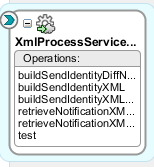 XmlProcessService...
Operations:
buildSendIdentityDiffN...
buildSendIdentityXML
buildSendIdentityXML...
retrieveNotificationXM...
retrieveNotificationXM...
test